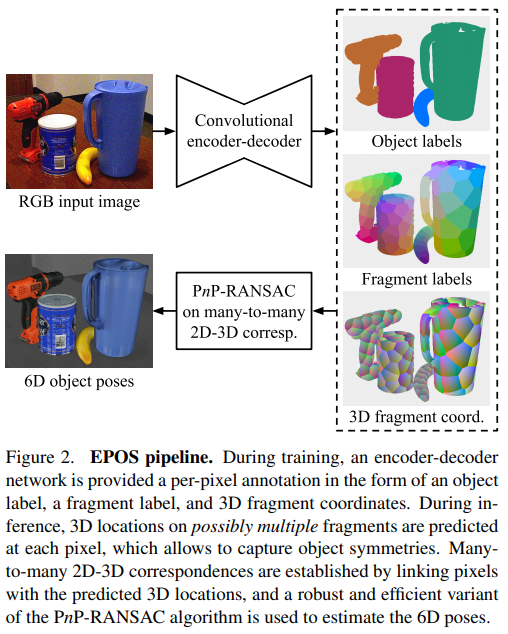 Convolutional
encoder-decoder
Object labels
RGB input image
Fragment labels
PnP-RANSAC
on many-to-many
2D-3D corresp.
6D object poses
3D fragment coord.
Figure 2. EPOS pipeline. During training, an encoder-decoder
network is provided a per-pixel annotation in the form of an object
label, a fragment label, and 3D fragment coordinates. During in-
ference, 3D locations on possibly multiple fragments are predicted
at each pixel, which allows to capture object symmetries. Many-
to-many 2D-3D correspondences are established by linking pixels
with the predicted 3D locations, and a robust and efficient variant
of the PnP-RANSAC algorithm is used to estimate the 6D poses.